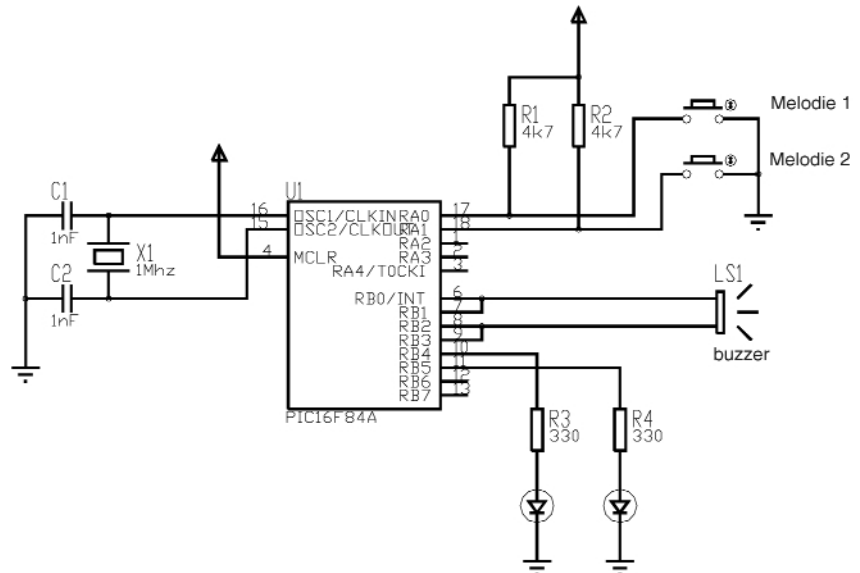 R1
4k7
R2
4k7
Melodie 1
Melodie 2
C1
1nF
X1
1Mhz
C2
1nF
U1
16 OSC1/CLKIN RA0 17
15 OSC2/CLKOUT RA1 18
RA2 1
4 MCLR RA3 2
RA4/TOCKI 3
RB0/INT 6
RB1 7
RB2 8
RB3 9
RB4 10
RB5 11
RB6 12
RB7 13
PIC16F84A
LS1
buzzer
R3
330
R4
330